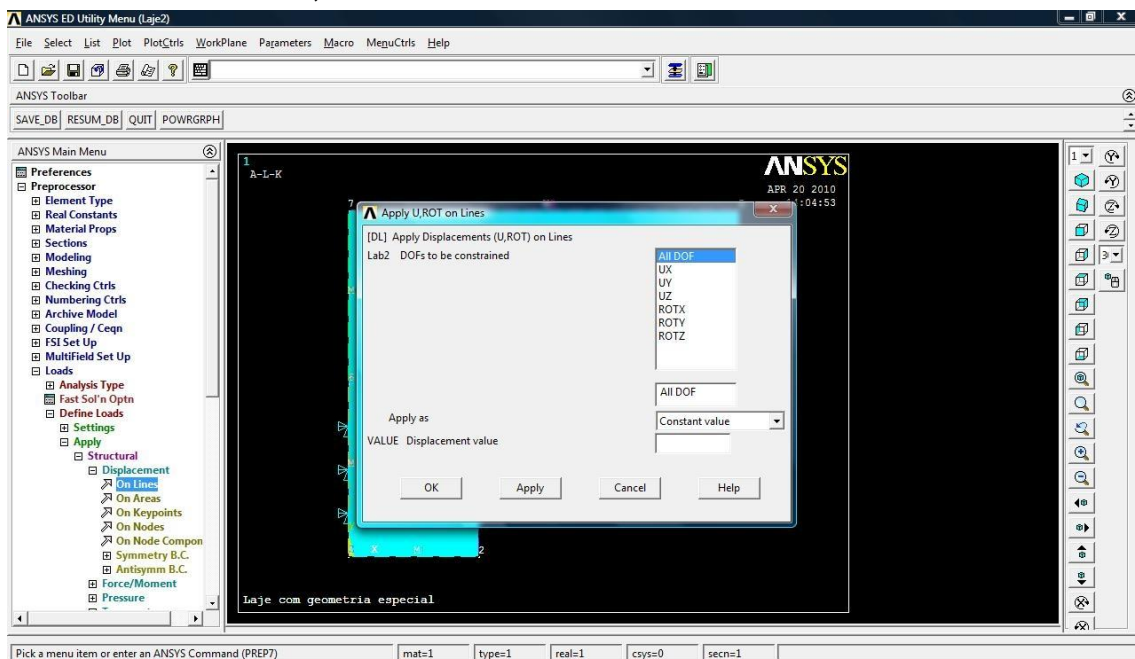 ANSYS ED Utility Menu (Laje2)
File Select List Plot PlotCtrls WorkPlane Parameters Macro MenuCtrls Help
ANSYS Toolbar
SAVE_DB RESUM_DB QUIT POWRGRPH
ANSYS Main Menu
Preferences
Preprocessor
Element Type
Real Constants
Material Props
Sections
Modeling
Meshing
Checking Ctrls
Numbering Ctrls
Archive Model
Coupling / Ceqn
FSI Set Up
MultiField Set Up
Loads
Analysis Type
Fast Sol'n Optn
Define Loads
Settings
Apply
Structural
Displacement
On Lines
On Areas
On Keypoints
On Nodes
On Node Compon
Symmetry B.C.
Antisymm B.C.
Force/Moment
Pressure
1
A-L-K
ANSYS
APR 20 2010
:04:53
7
Apply U,ROT on Lines
[DL] Apply Displacements (U,ROT) on Lines
Lab2 DOFs to be constrained
All DOF
UX
UY
UZ
ROTX
ROTY
ROTZ
All DOF
Apply as
Constant value
VALUE Displacement value
OK Apply Cancel Help
X M 2
Laje com geometria especial
1
3
Pick a menu item or enter an ANSYS Command (PREP7) mat=1 type=1 real=1 csys=0 secn=1